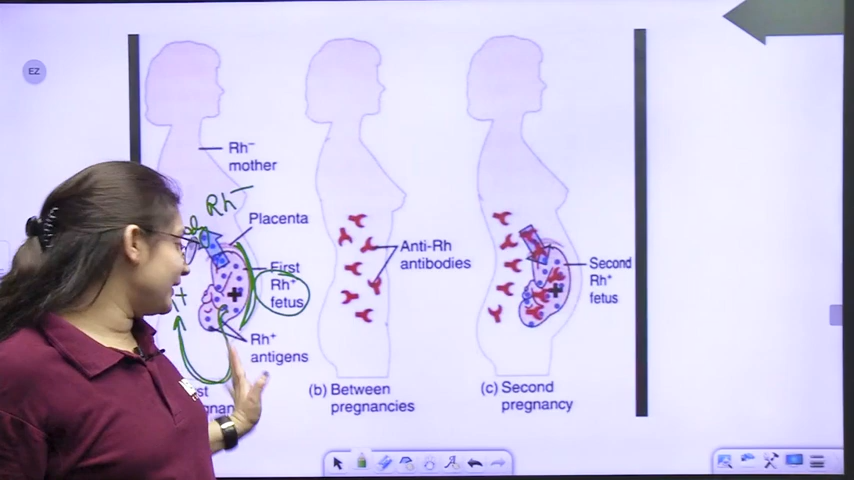 EZ
Rh⁻
mother
Rh⁻
Placenta
First
Rh⁺
fetus
Rh⁺
antigens
Anti-Rh
antibodies
(b) Between
pregnancies
Second
Rh⁺
fetus
(c) Second
pregnancy